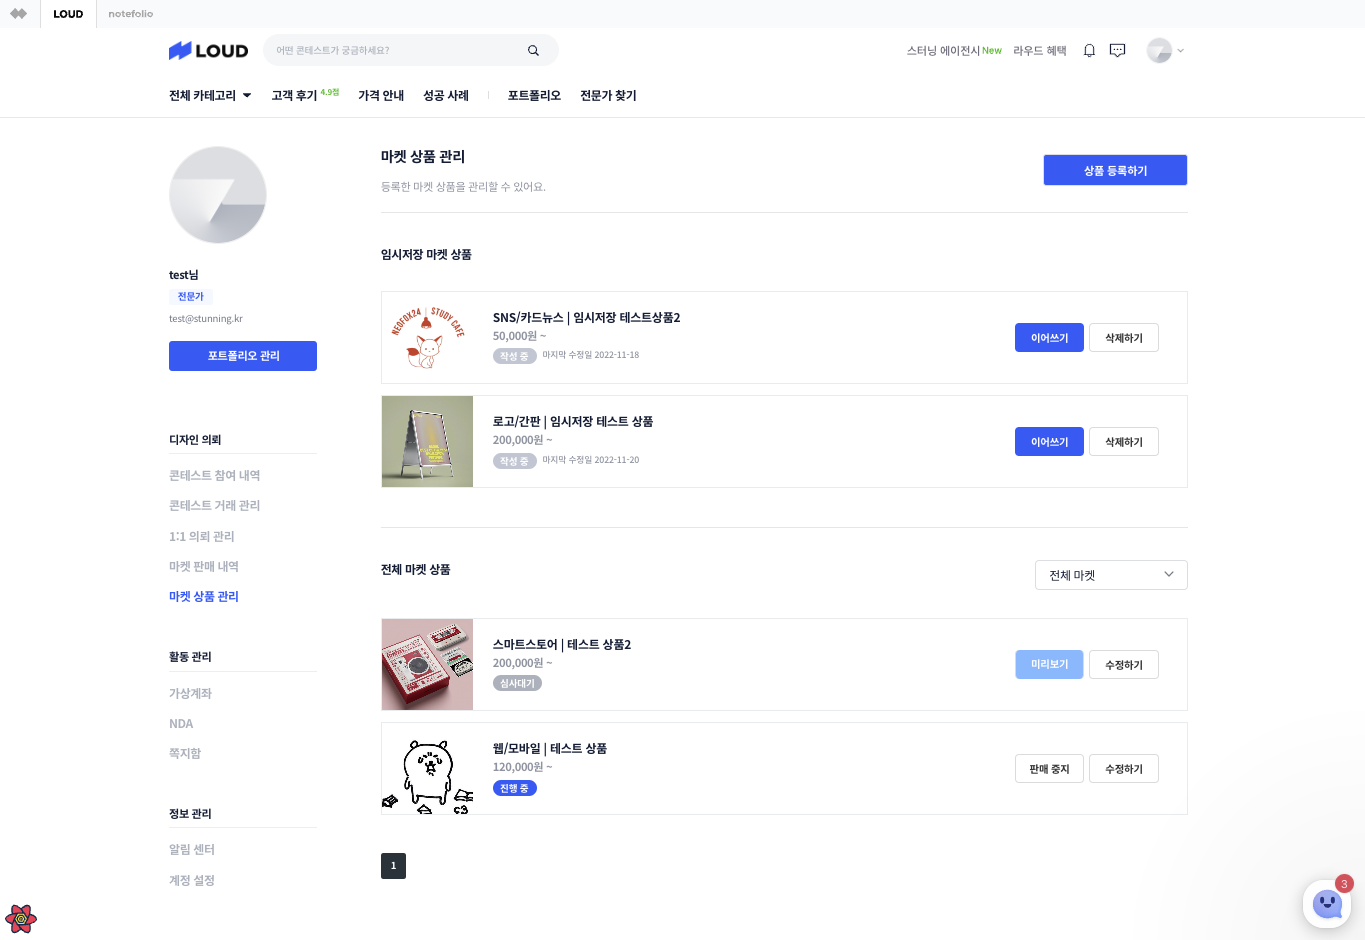 LOUD
notefolio
LOUD
어떤 콘테스트가 궁금하세요?
스터닝 에이전시 New
라우드 혜택
전체 카테고리
고객 후기 4.9점
가격 안내
성공 사례
포트폴리오
전문가 찾기
test님
전문가
test@stunning.kr
포트폴리오 관리
디자인 의뢰
콘테스트 참여 내역
콘테스트 거래 관리
1:1 의뢰 관리
마켓 판매 내역
마켓 상품 관리
활동 관리
가상계좌
NDA
쪽지함
정보 관리
알림 센터
계정 설정
마켓 상품 관리
등록한 마켓 상품을 관리할 수 있어요.
상품 등록하기
임시저장 마켓 상품
NEOFOX24 | STUDY CAFE
SNS/카드뉴스 | 임시저장 테스트상품2
50,000원 ~
작성 중
마지막 수정일 2022-11-18
이어쓰기
삭제하기
로고/간판 | 임시저장 테스트 상품
200,000원 ~
작성 중
마지막 수정일 2022-11-20
이어쓰기
삭제하기
전체 마켓 상품
전체 마켓
스마트스토어 | 테스트 상품2
200,000원 ~
심사대기
미리보기
수정하기
웹/모바일 | 테스트 상품
120,000원 ~
진행 중
판매 중지
수정하기
1
3